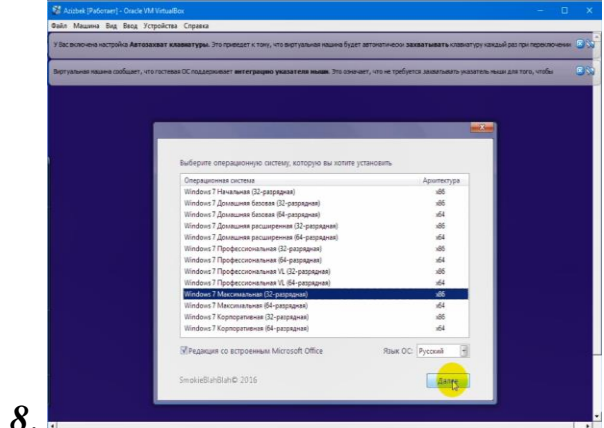 Azizbek [Работает] - Oracle VM VirtualBox
Файл Машина Вид Ввод Устройства Справка
У Вас включена настройка Автозахват клавиатуры. Это приведет к тому, что виртуальная машина будет автоматически захватывать клавиатуру каждый раз при переключении
Виртуальная машина сообщает, что гостевая ОС поддерживает интеграцию указателя мыши. Это означает, что не требуется захватывать указатель мыши для того, чтобы
Выберите операционную систему, которую вы хотите установить
Операционная система Архитектура
Windows 7 Начальная (32-разрядная) x86
Windows 7 Домашняя базовая (32-разрядная) x86
Windows 7 Домашняя базовая (64-разрядная) x64
Windows 7 Домашняя расширенная (32-разрядная) x86
Windows 7 Домашняя расширенная (64-разрядная) x64
Windows 7 Профессиональная (32-разрядная) x86
Windows 7 Профессиональная (64-разрядная) x64
Windows 7 Профессиональная VL (32-разрядная) x86
Windows 7 Профессиональная VL (64-разрядная) x64
Windows 7 Максимальная (32-разрядная) x86
Windows 7 Максимальная (64-разрядная) x64
Windows 7 Корпоративная (32-разрядная) x86
Windows 7 Корпоративная (64-разрядная) x64
Редакция со встроенным Microsoft Office Язык ОС: Русский
SmokieBlahBlah© 2016 Далее
8.